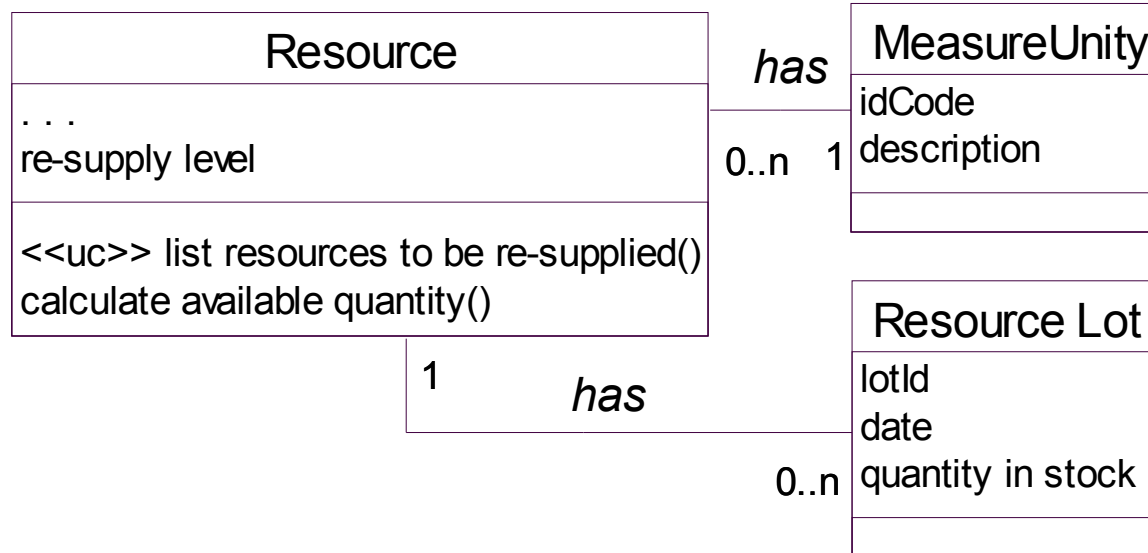 Resource
. . .
re-supply level
<<uc>> list resources to be re-supplied()
calculate available quantity()
has
0..n
1
MeasureUnity
idCode
description
1
has
0..n
Resource Lot
lotId
date
quantity in stock